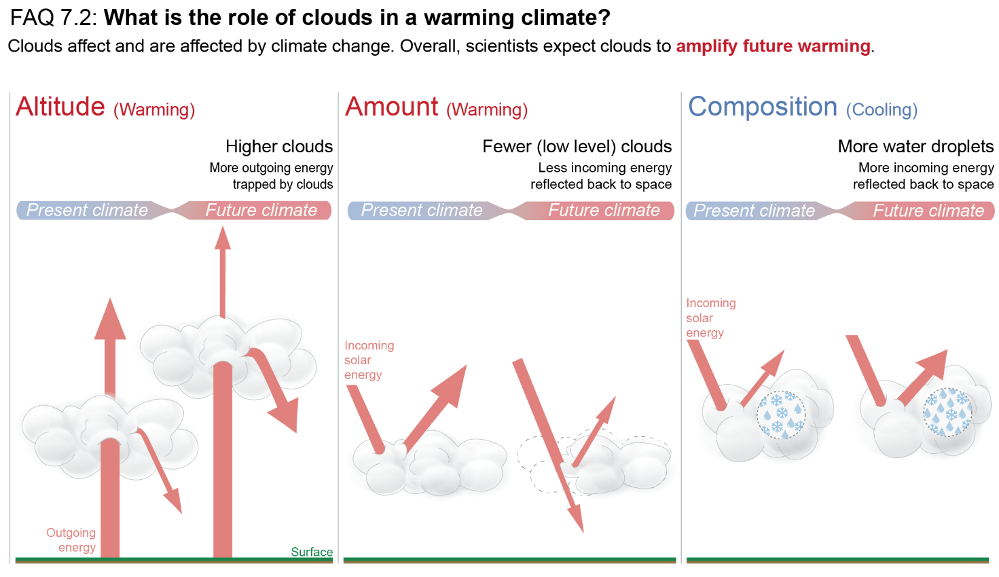 FAQ 7.2: What is the role of clouds in a warming climate?
Clouds affect and are affected by climate change. Overall, scientists expect clouds to amplify future warming.
Altitude (Warming)
Higher clouds
More outgoing energy
trapped by clouds
Present climate
Future climate
Outgoing
energy
Surface
Amount (Warming)
Fewer (low level) clouds
Less incoming energy
reflected back to space
Present climate
Future climate
Incoming
solar
energy
Composition (Cooling)
More water droplets
More incoming energy
reflected back to space
Present climate
Future climate
Incoming
solar
energy